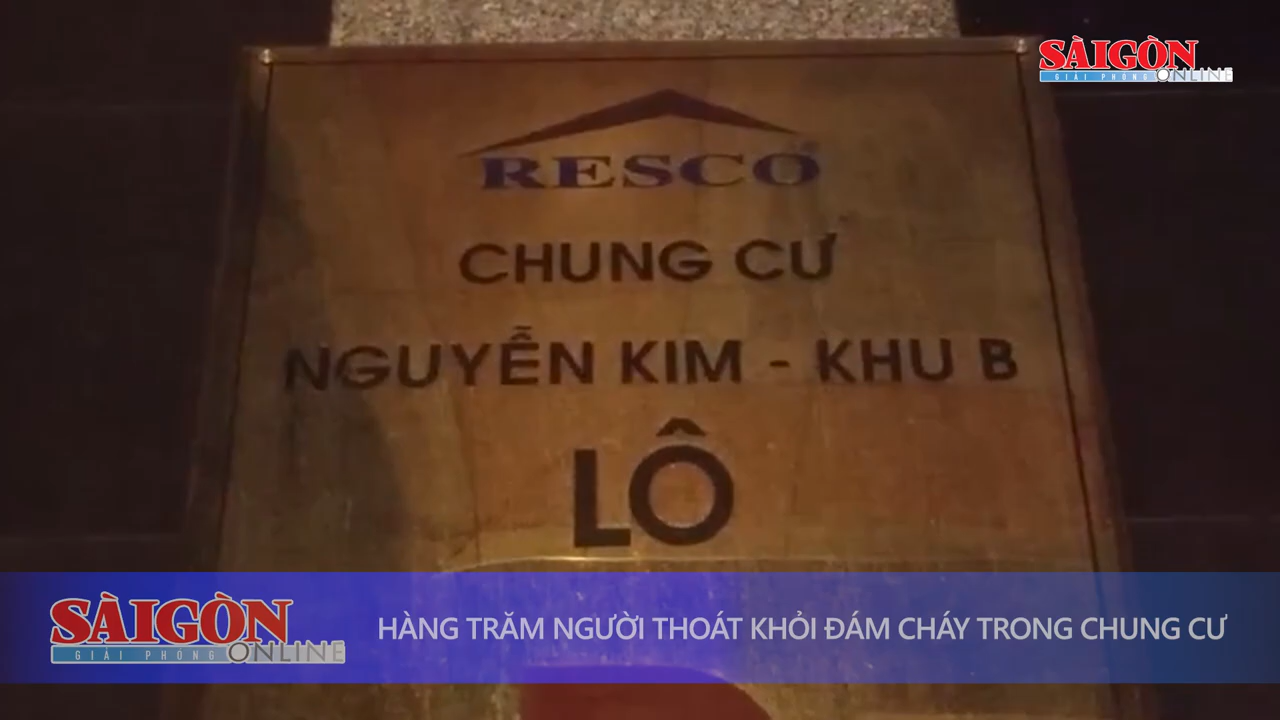 SÀIGÒN
GIẢI PHÓNG ONLINE
RESCO
CHUNG CƯ
NGUYỄN KIM - KHU B
LÔ
SÀIGÒN
GIẢI PHÓNG ONLINE
HÀNG TRĂM NGƯỜI THOÁT KHỎI ĐÁM CHÁY TRONG CHUNG CƯ